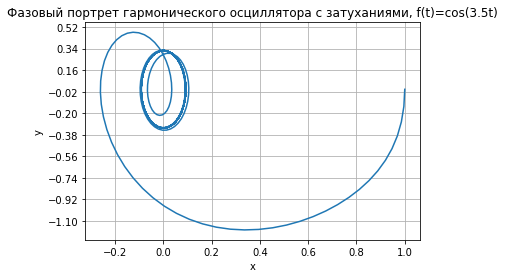 Фазовый портрет гармонического осциллятора с затуханиями, f(t)=cos(3.5t)
0.52
0.34
0.16
−0.02
−0.20
−0.38
−0.56
−0.74
−0.92
−1.10
y
−0.2 0.0 0.2 0.4 0.6 0.8 1.0
x